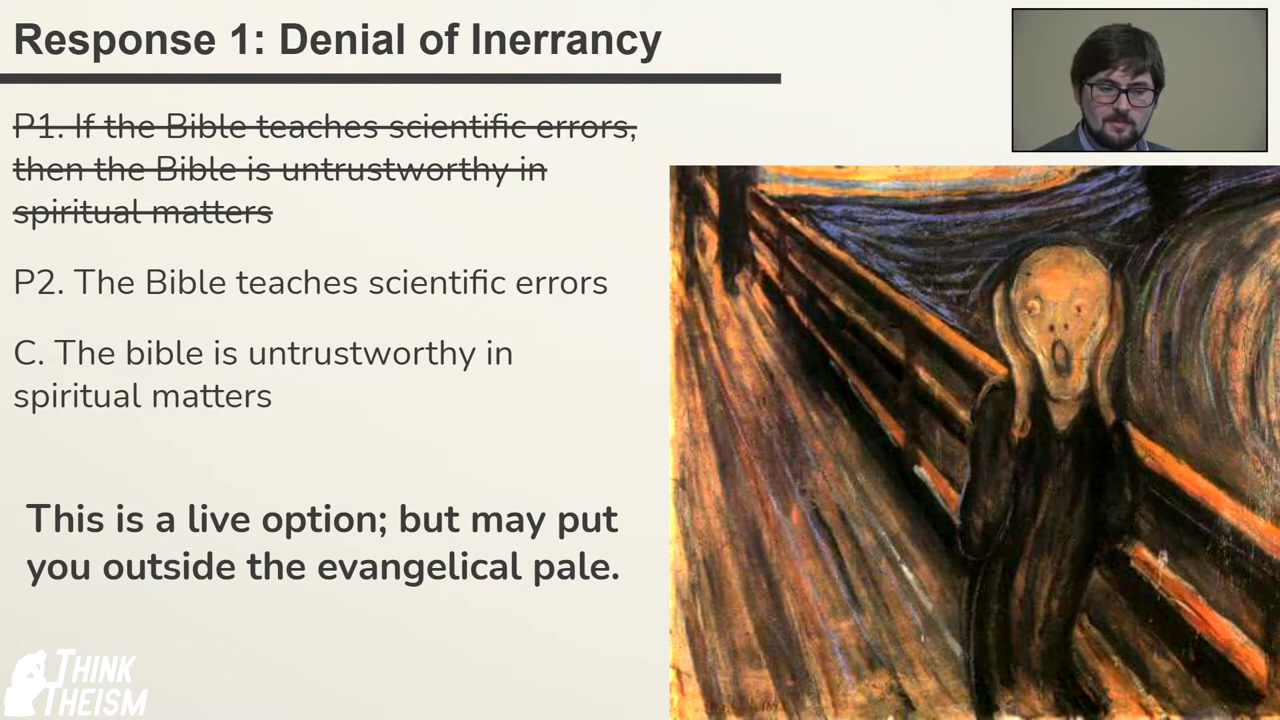 Response 1: Denial of Inerrancy
P1. If the Bible teaches scientific errors,
then the Bible is untrustworthy in
spiritual matters
P2. The Bible teaches scientific errors
C. The bible is untrustworthy in
spiritual matters
This is a live option; but may put
you outside the evangelical pale.
THINK
THEISM